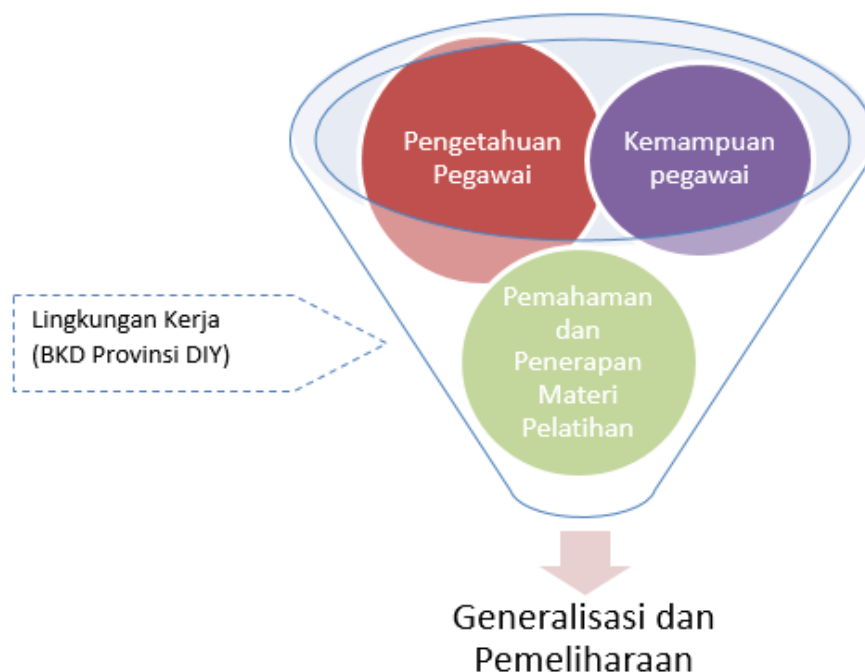 Pengetahuan
Pegawai
Kemampuan
pegawai
Pemahaman
dan
Penerapan
Materi
Pelatihan
Lingkungan Kerja
(BKD Provinsi DIY)
Generalisasi dan
Pemeliharaan